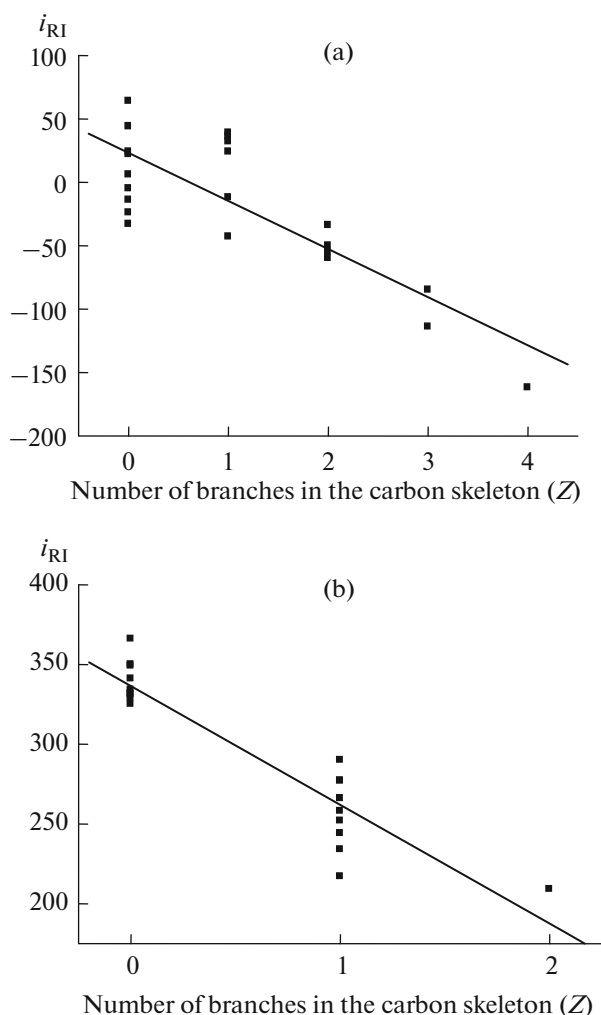 i_RI
(a)
100
50
0
−50
−100
−150
−200
0 1 2 3 4
Number of branches in the carbon skeleton (Z)
i_RI
(b)
400
350
300
250
200
0 1 2
Number of branches in the carbon skeleton (Z)